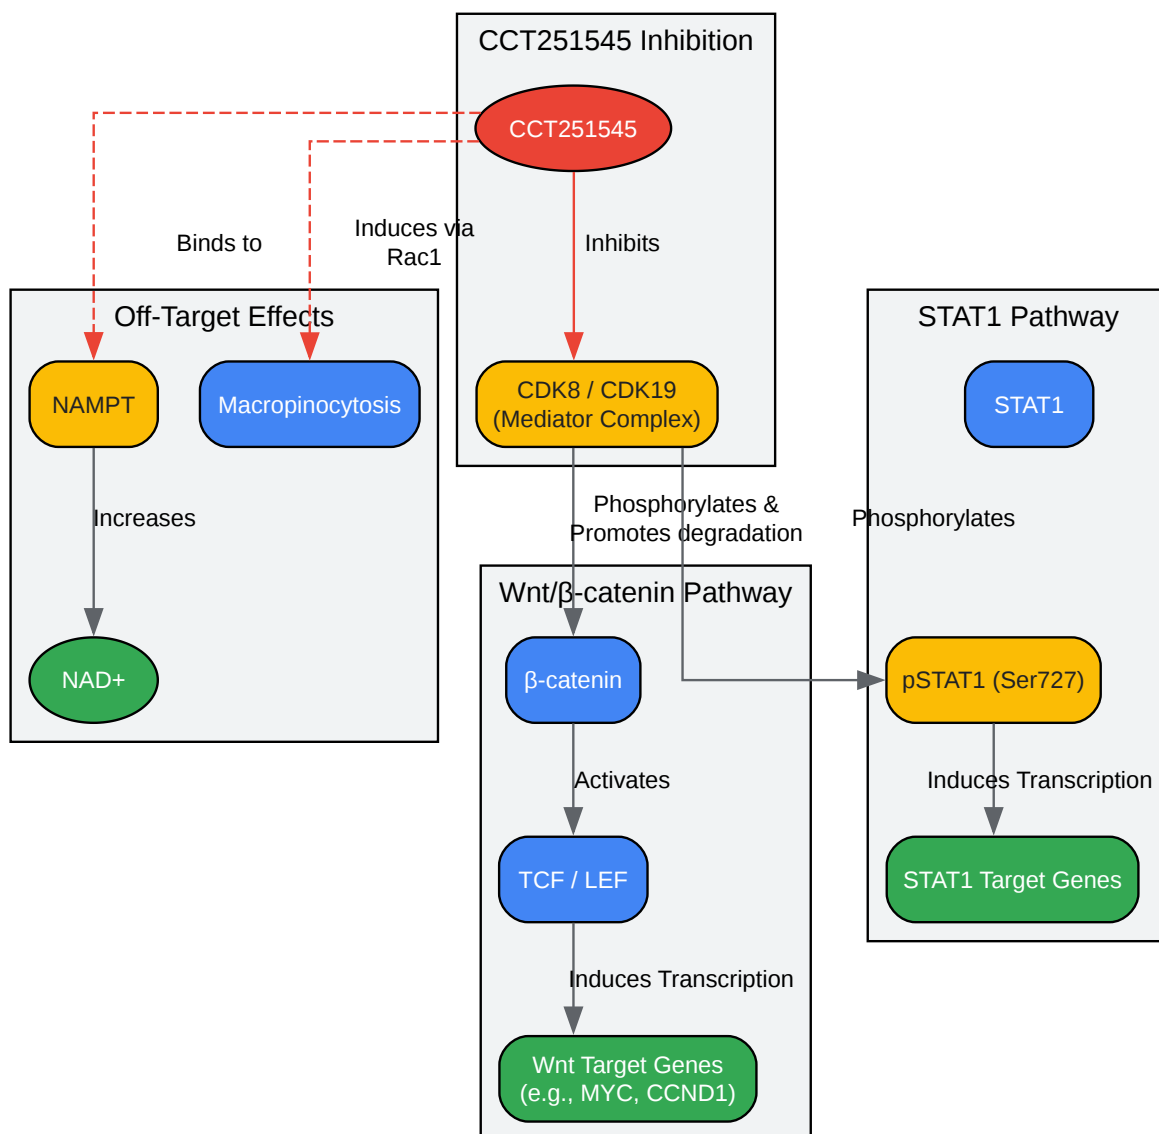 CCT251545 Inhibition
CCT251545
Binds to
Induces via
Rac1
Inhibits
Off-Target Effects
STAT1 Pathway
NAMPT
Macropinocytosis
CDK8 / CDK19
(Mediator Complex)
STAT1
Increases
Phosphorylates &
Promotes degradation
Phosphorylates
Wnt/β-catenin Pathway
NAD+
β-catenin
pSTAT1 (Ser727)
Activates
Induces Transcription
TCF / LEF
STAT1 Target Genes
Induces Transcription
Wnt Target Genes
(e.g., MYC, CCND1)